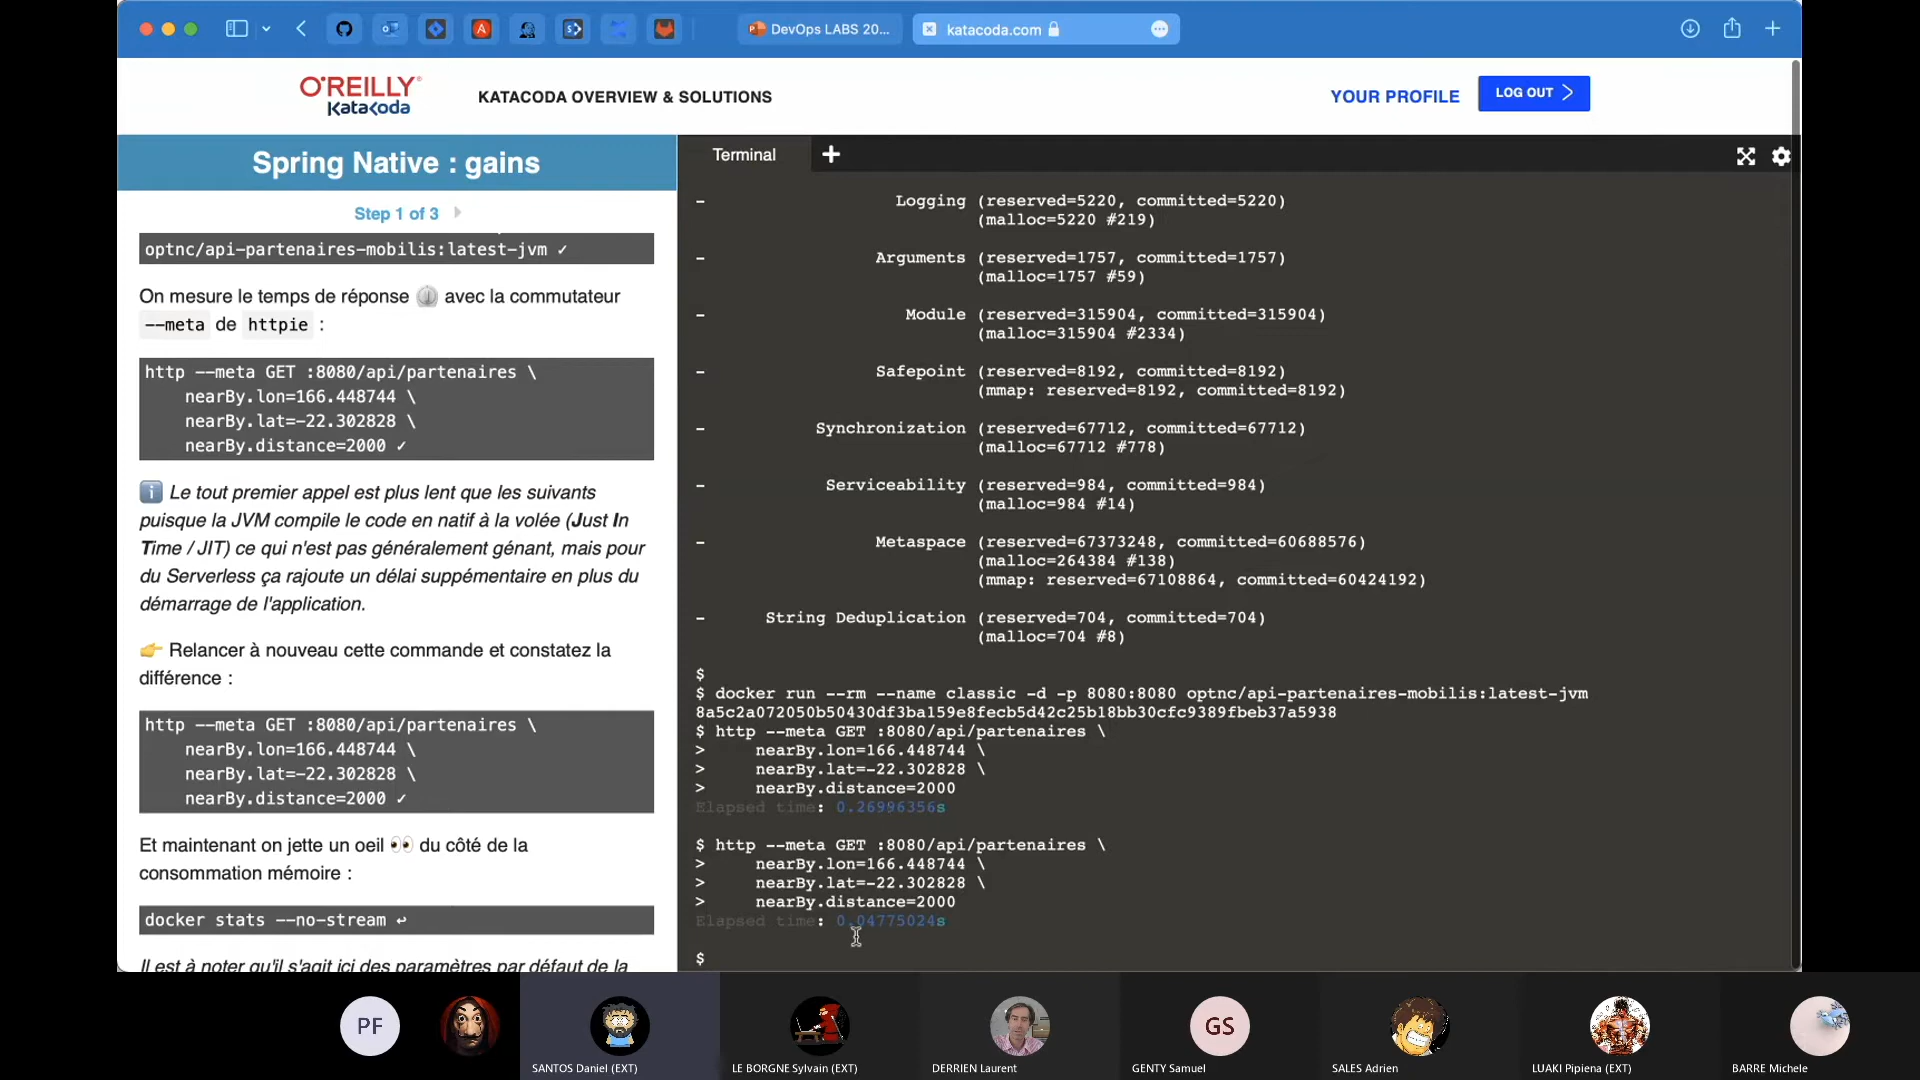 DevOps LABS 20...
katacoda.com
O'REILLY
KataKoda
KATACODA OVERVIEW & SOLUTIONS
YOUR PROFILE
LOG OUT
Spring Native : gains
Step 1 of 3
optnc/api-partenaires-mobilis:latest-jvm ✓
On mesure le temps de réponse avec la commutateur
--meta de httpie :
http --meta GET :8080/api/partenaires \
nearBy.lon=166.448744 \
nearBy.lat=-22.302828 \
nearBy.distance=2000 ✓
Le tout premier appel est plus lent que les suivants
puisque la JVM compile le code en natif à la volée (Just In
Time / JIT) ce qui n'est pas généralement génant, mais pour
du Serverless ça rajoute un délai suppémentaire en plus du
démarrage de l'application.
👉 Relancer à nouveau cette commande et constatez la
différence :
http --meta GET :8080/api/partenaires \
nearBy.lon=166.448744 \
nearBy.lat=-22.302828 \
nearBy.distance=2000 ✓
Et maintenant on jette un oeil 👀 du côté de la
consommation mémoire :
docker stats --no-stream ↩
Il est à noter qu'il s'agit ici des paramètres par défaut de la
Terminal
- Logging (reserved=5220, committed=5220)
(malloc=5220 #219)
- Arguments (reserved=1757, committed=1757)
(malloc=1757 #59)
- Module (reserved=315904, committed=315904)
(malloc=315904 #2334)
- Safepoint (reserved=8192, committed=8192)
(mmap: reserved=8192, committed=8192)
- Synchronization (reserved=67712, committed=67712)
(malloc=67712 #778)
- Serviceability (reserved=984, committed=984)
(malloc=984 #14)
- Metaspace (reserved=67373248, committed=60688576)
(malloc=264384 #138)
(mmap: reserved=67108864, committed=60424192)
- String Deduplication (reserved=704, committed=704)
(malloc=704 #8)
$
$ docker run --rm --name classic -d -p 8080:8080 optnc/api-partenaires-mobilis:latest-jvm
8a5c2a072050b50430df3ba159e8fecb5d42c25b18bb30cfc9389fbeb37a5938
$ http --meta GET :8080/api/partenaires \
> nearBy.lon=166.448744 \
> nearBy.lat=-22.302828 \
> nearBy.distance=2000
Elapsed time: 0.26996356s
$ http --meta GET :8080/api/partenaires \
> nearBy.lon=166.448744 \
> nearBy.lat=-22.302828 \
> nearBy.distance=2000
Elapsed time: 0.04775024s
$
PF
GS
SANTOS Daniel (EXT)
LE BORGNE Sylvain (EXT)
DERRIEN Laurent
GENTY Samuel
SALES Adrien
LUAKI Pipiena (EXT)
BARRE Michele